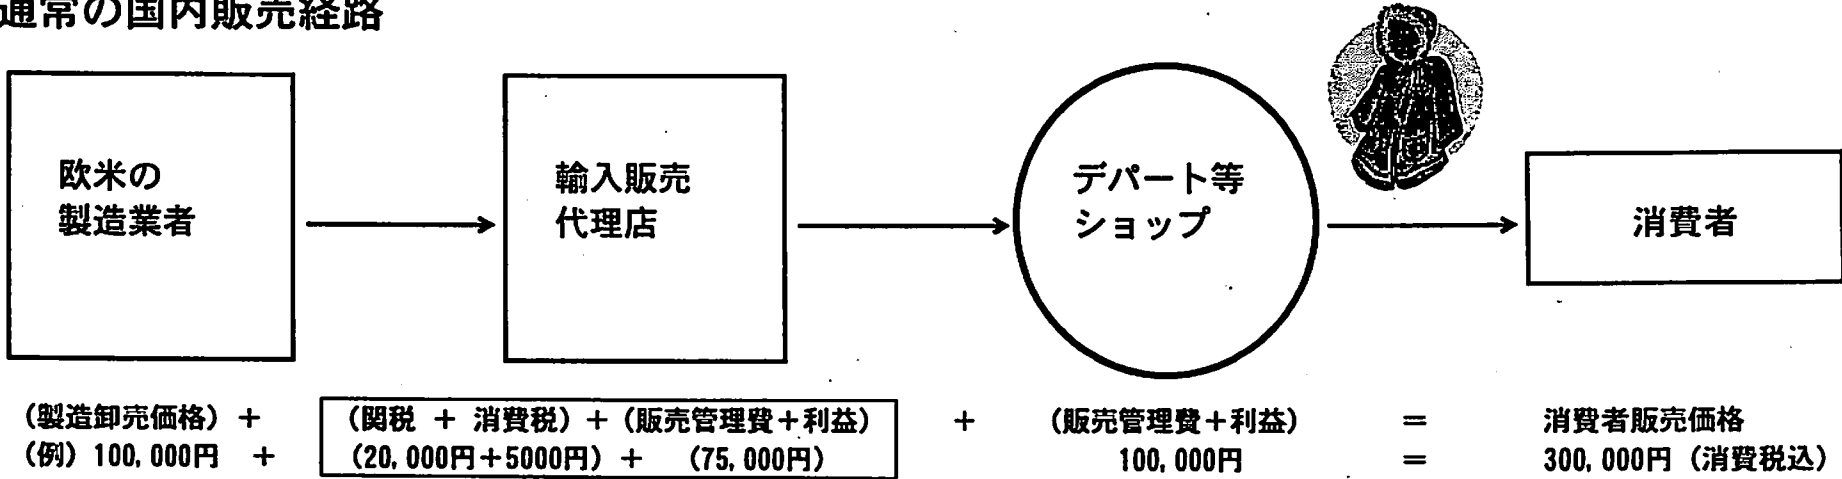 通常の国内販売経路
欧米の
製造業者
輸入販売
代理店
デパート等
ショップ
消費者
(製造卸売価格) + (関税 + 消費税) + (販売管理費+利益) + (販売管理費+利益) = 消費者販売価格
(例) 100,000円 + (20,000円+5000円) + (75,000円) 100,000円 = 300,000円 (消費税込)